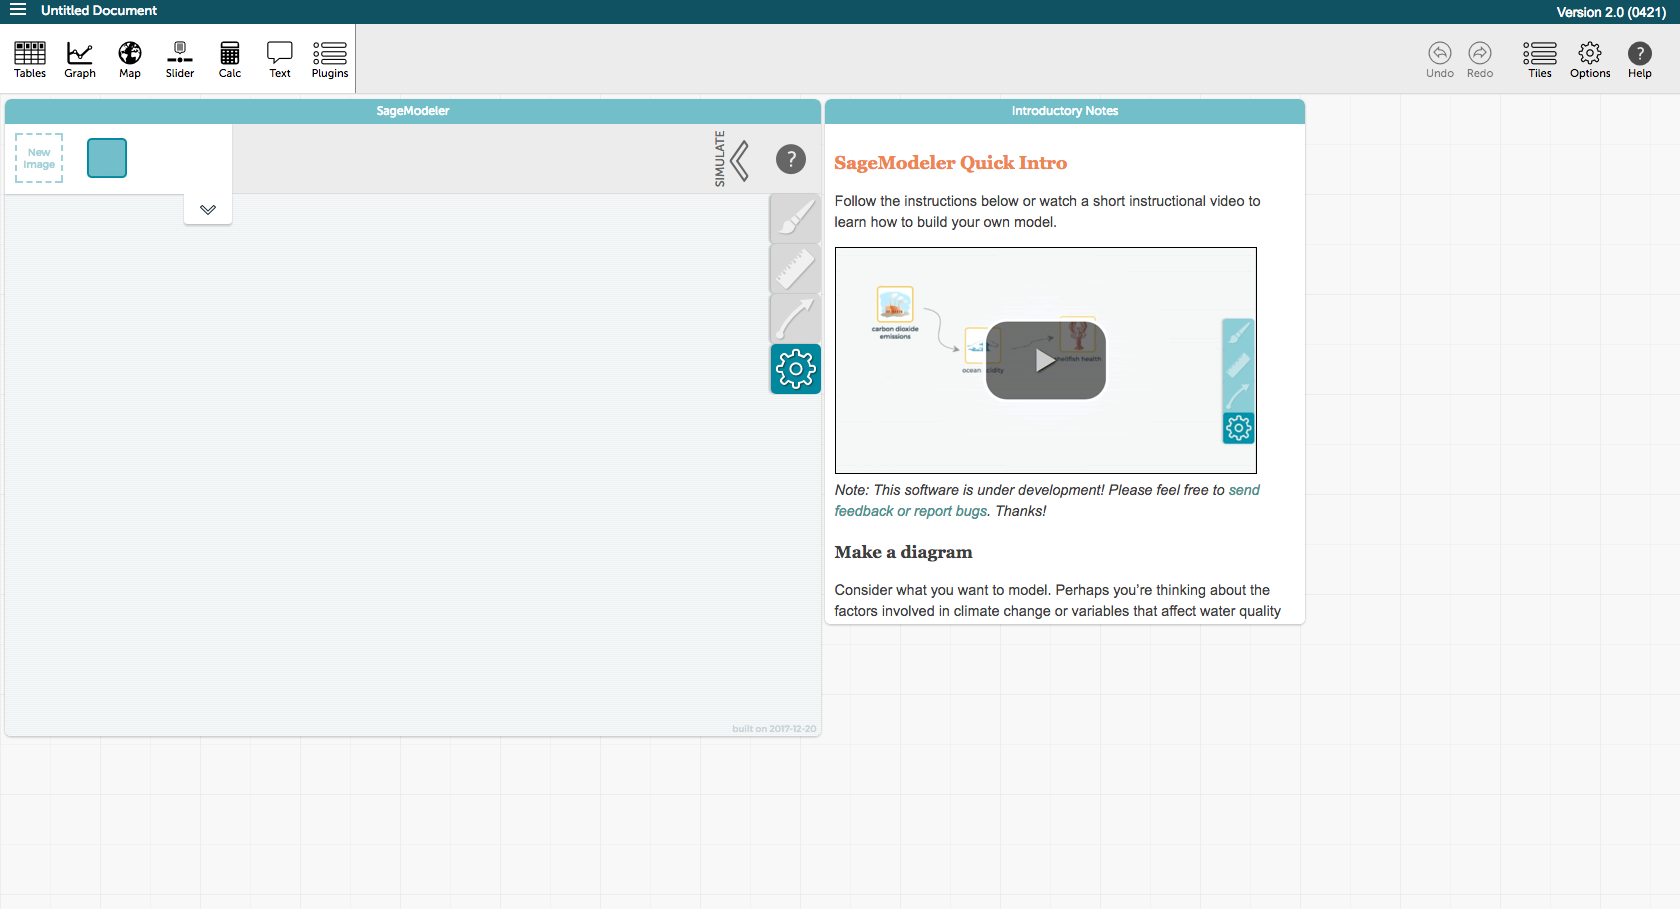 Untitled Document
Version 2.0 (0421)
Tables
Graph
Map
Slider
Calc
Text
Plugins
Undo
Redo
Tiles
Options
Help
SageModeler
New
Image
SIMULATE
built on 2017-12-20
Introductory Notes
SageModeler Quick Intro
Follow the instructions below or watch a short instructional video to
learn how to build your own model.
carbon dioxide
emissions
ocean
shellfish health
Note: This software is under development! Please feel free to send
feedback or report bugs. Thanks!
Make a diagram
Consider what you want to model. Perhaps you’re thinking about the
factors involved in climate change or variables that affect water quality